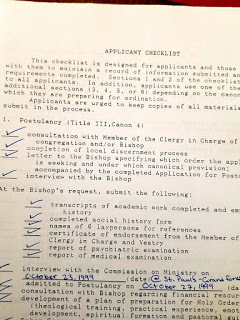 APPLICANT CHECKLIST
This checklist is designed for applicants and those
with them to maintain a record of information submitted and
requirements completed. Sections 1 and 2 of the checklist
to all applicants. In addition, applicants use one of the
additional sections (3, 4, 5, or 6) depending on the canon
which they are preparing for ordination.
Applicants are urged to keep copies of all materials
submit in the process.
1. Postulancy (Title III, Canon 4)
consultation with Member of the Clergy in Charge of
congregation and/or Bishop
completion of local discernment process
letter to the Bishop specifying which order the
is seeking and under which canonical provision;
accompanied by the completed Application for
interview with the Bishop
At the Bishop's request, submit the following:
transcripts of academic work completed and
history
completed social history form
names of 6 laypersons for references
certificate of endorsement from the Member of
Clergy in Charge and Vestry
report of psychiatric examination
report of medical examination
interview with the Commission on Ministry on
October 23, 1999 (date) @ St. Paul's -
admitted to Postulancy on October 27, 1999
consultation with Bishop regarding financial
development of a plan of preparation for Holy
(theological training, practical experience,
development, spiritual formation and